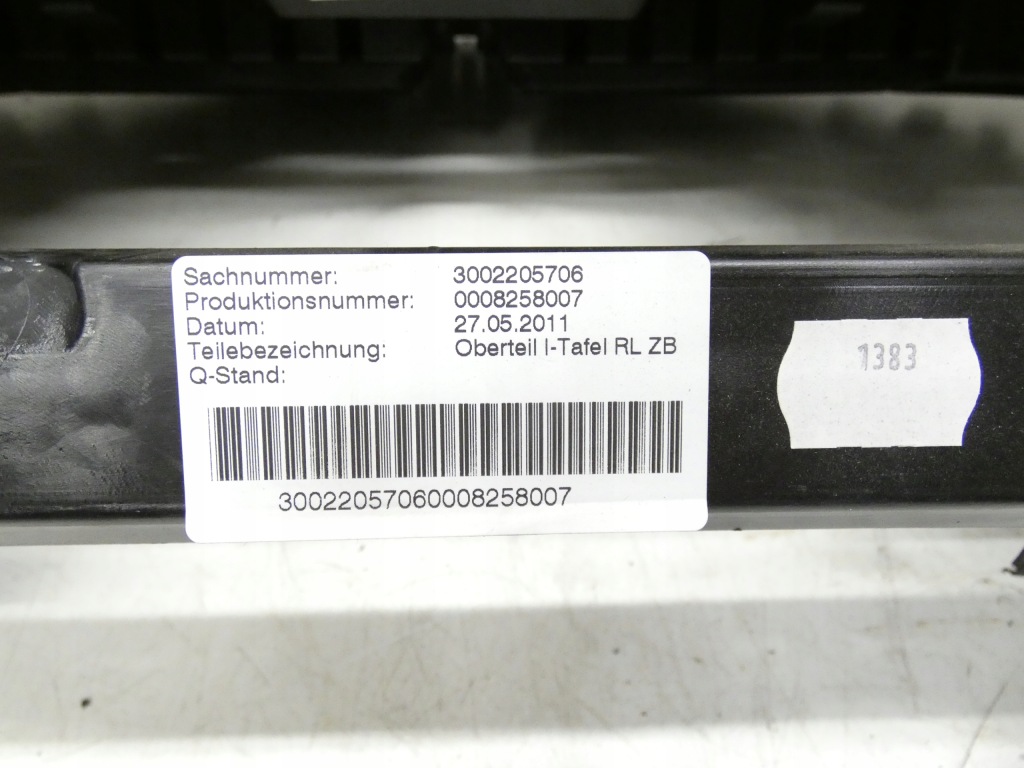 Sachnummer: 3002205706
Produktionsnummer: 0008258007
Datum: 27.05.2011
Teilebezeichnung: Oberteil I-Tafel RL ZB
Q-Stand:
30022057060008258007
1383